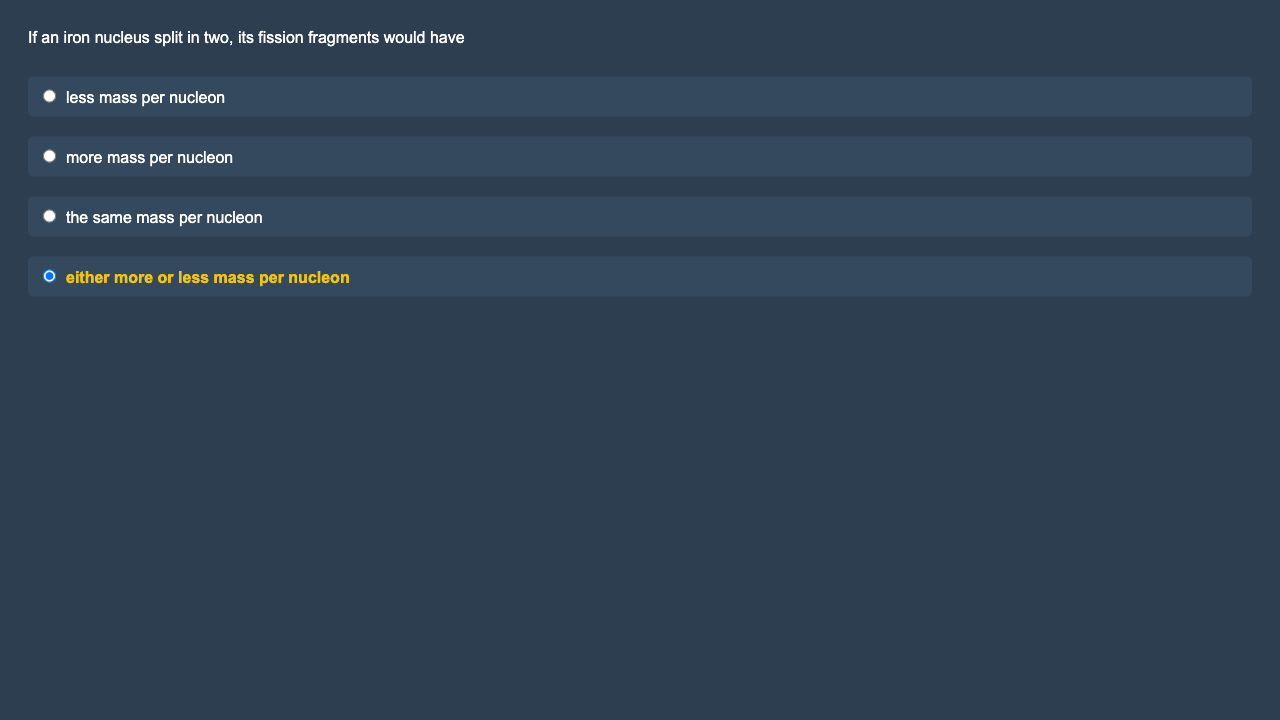 If an iron nucleus split in two, its fission fragments would have
less mass per nucleon
more mass per nucleon
the same mass per nucleon
either more or less mass per nucleon